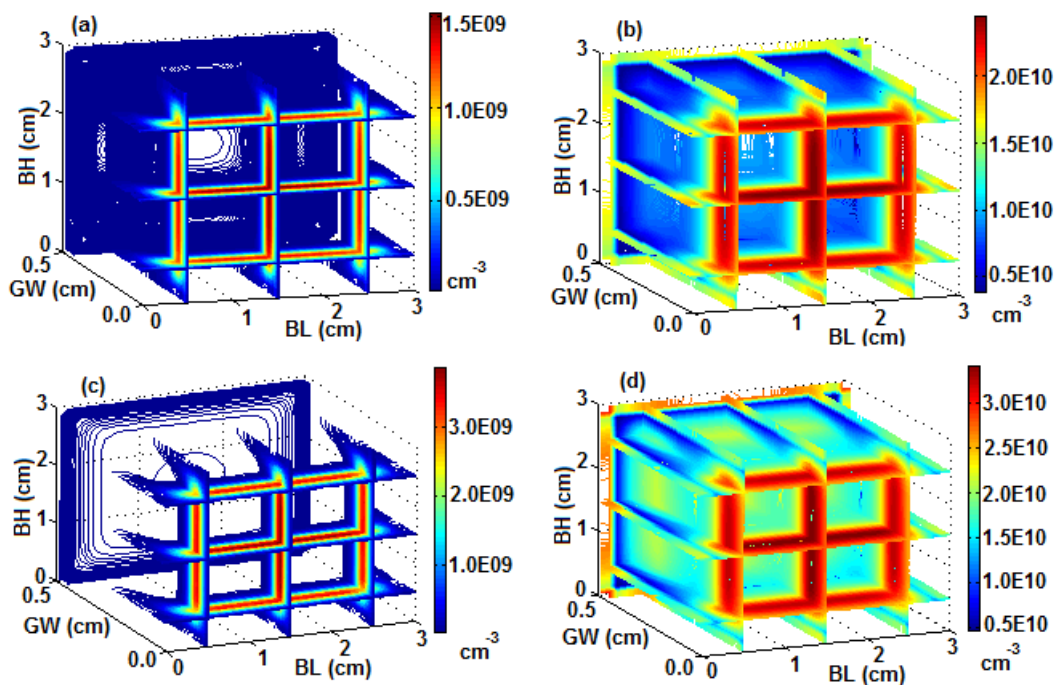 (a)
1.5E09
1.0E09
0.5E09
cm-3
3
2
1
0
BH (cm)
0.5
GW (cm)
0.0
0
1
2
3
BL (cm)
(b)
2.0E10
1.5E10
1.0E10
0.5E10
cm-3
3
2
1
0
BH (cm)
0.5
GW (cm)
0.0
0
1
2
3
BL (cm)
(c)
3.0E09
2.0E09
1.0E09
cm-3
3
2
1
0
BH (cm)
0.5
GW (cm)
0.0
0
1
2
3
BL (cm)
(d)
3.0E10
2.5E10
2.0E10
1.5E10
1.0E10
0.5E10
cm-3
3
2
1
0
BH (cm)
0.5
GW (cm)
0.0
0
1
2
3
BL (cm)